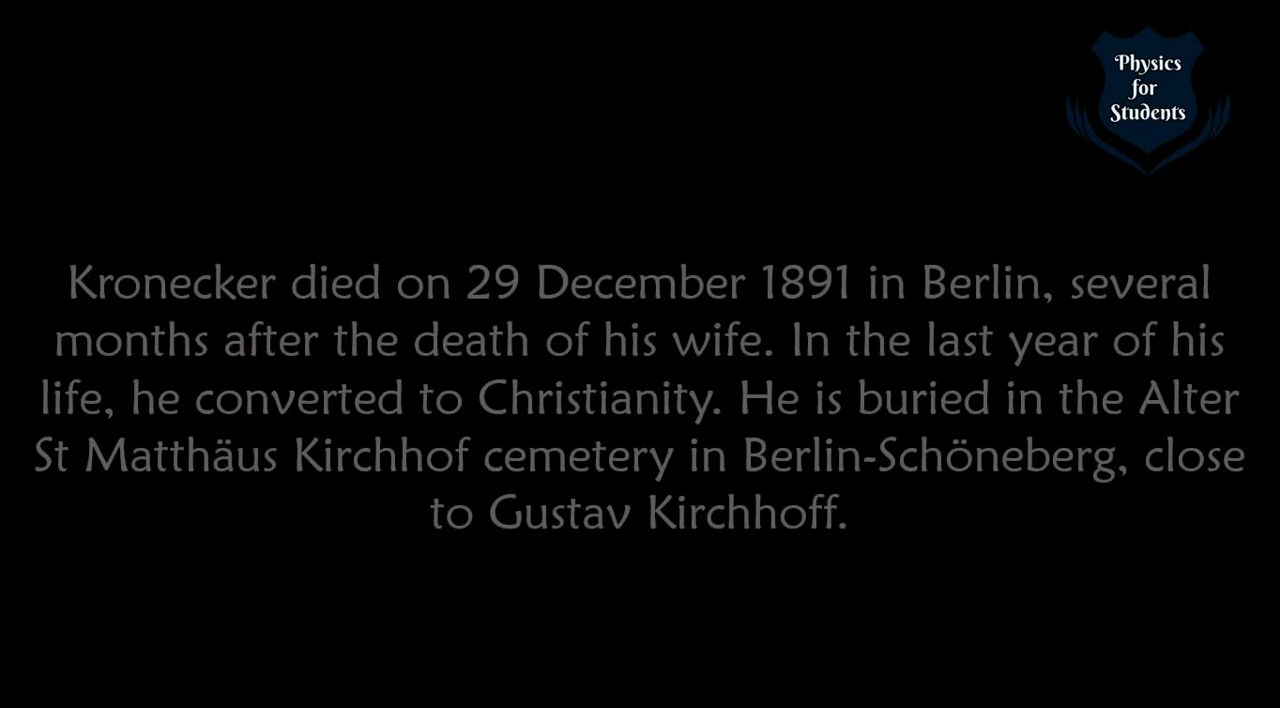 Physics
for
Students
Kronecker died on 29 December 1891 in Berlin, several
months after the death of his wife. In the last year of his
life, he converted to Christianity. He is buried in the Alter
St Matthäus Kirchhof cemetery in Berlin-Schöneberg, close
to Gustav Kirchhoff.